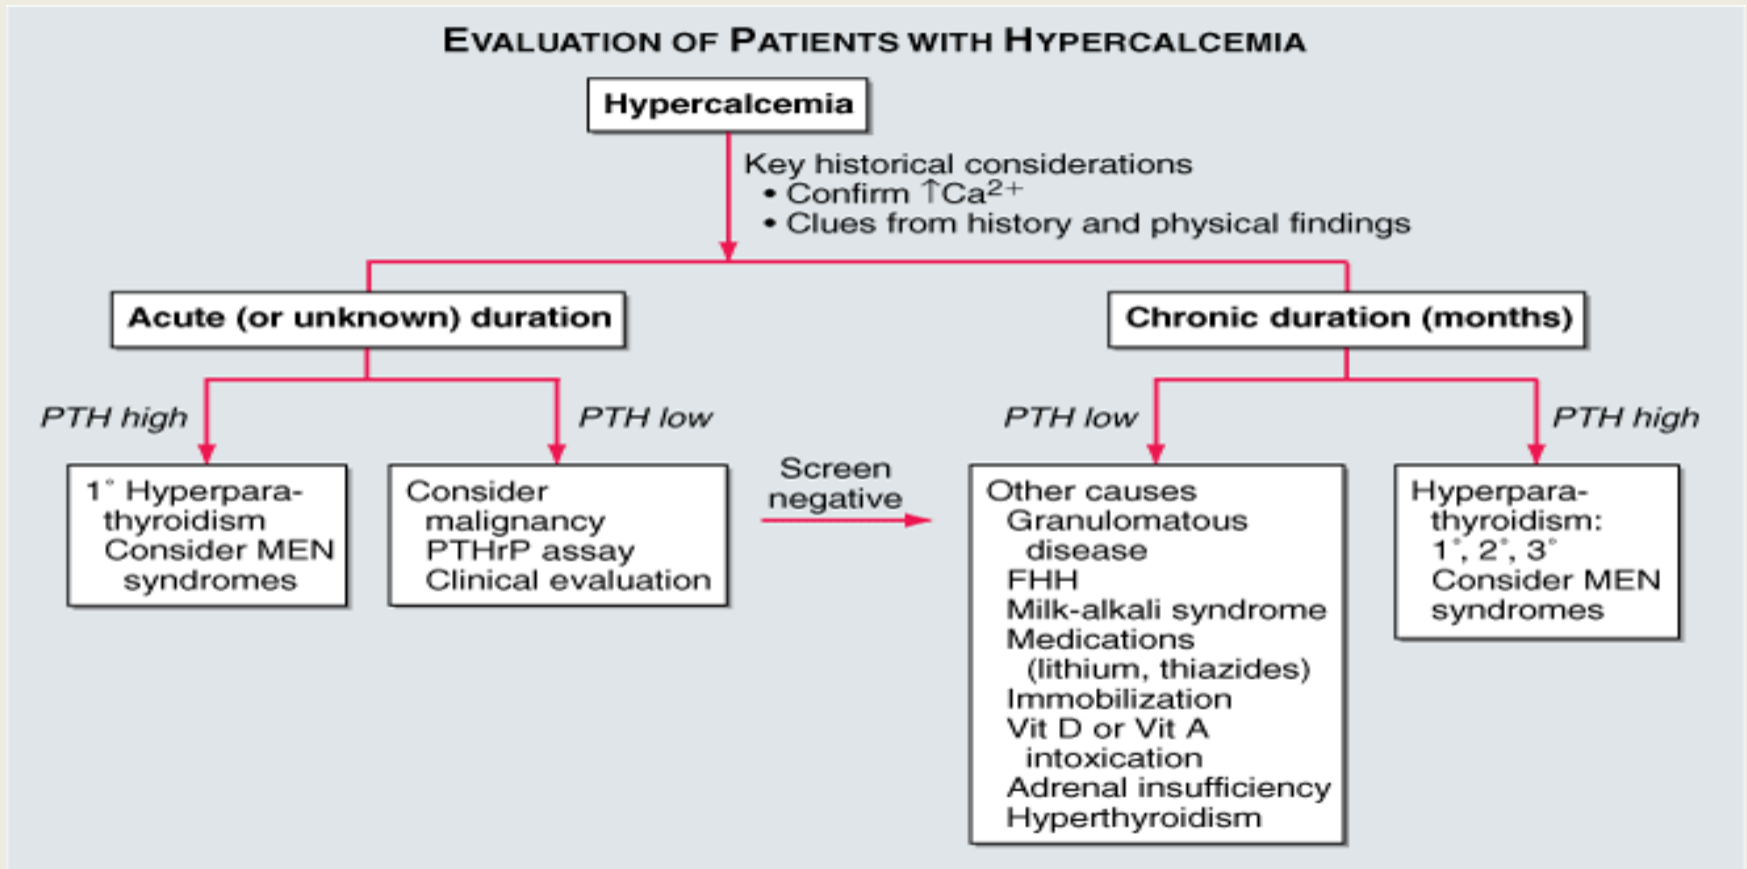 EVALUATION OF PATIENTS WITH HYPERCALCEMIA
Hypercalcemia
Key historical considerations
• Confirm ↑Ca²⁺
• Clues from history and physical findings
Acute (or unknown) duration
Chronic duration (months)
PTH high
PTH low
PTH low
PTH high
1° Hyperpara-
thyroidism
Consider MEN
syndromes
Consider
malignancy
PTHrP assay
Clinical evaluation
Screen
negative
Other causes
Granulomatous
disease
FHH
Milk-alkali syndrome
Medications
(lithium, thiazides)
Immobilization
Vit D or Vit A
intoxication
Adrenal insufficiency
Hyperthyroidism
Hyperpara-
thyroidism:
1°, 2°, 3°
Consider MEN
syndromes